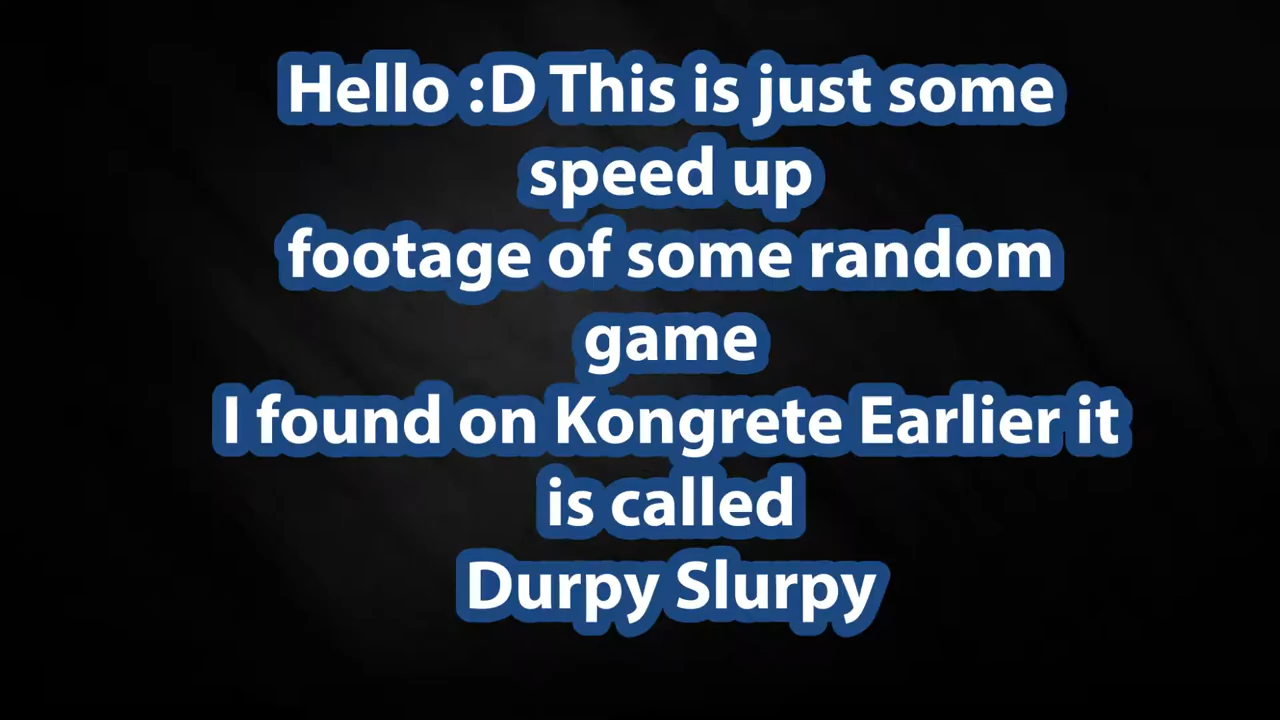 Hello :D This is just some
speed up
footage of some random
game
I found on Kongrete Earlier it
is called
Durpy Slurpy